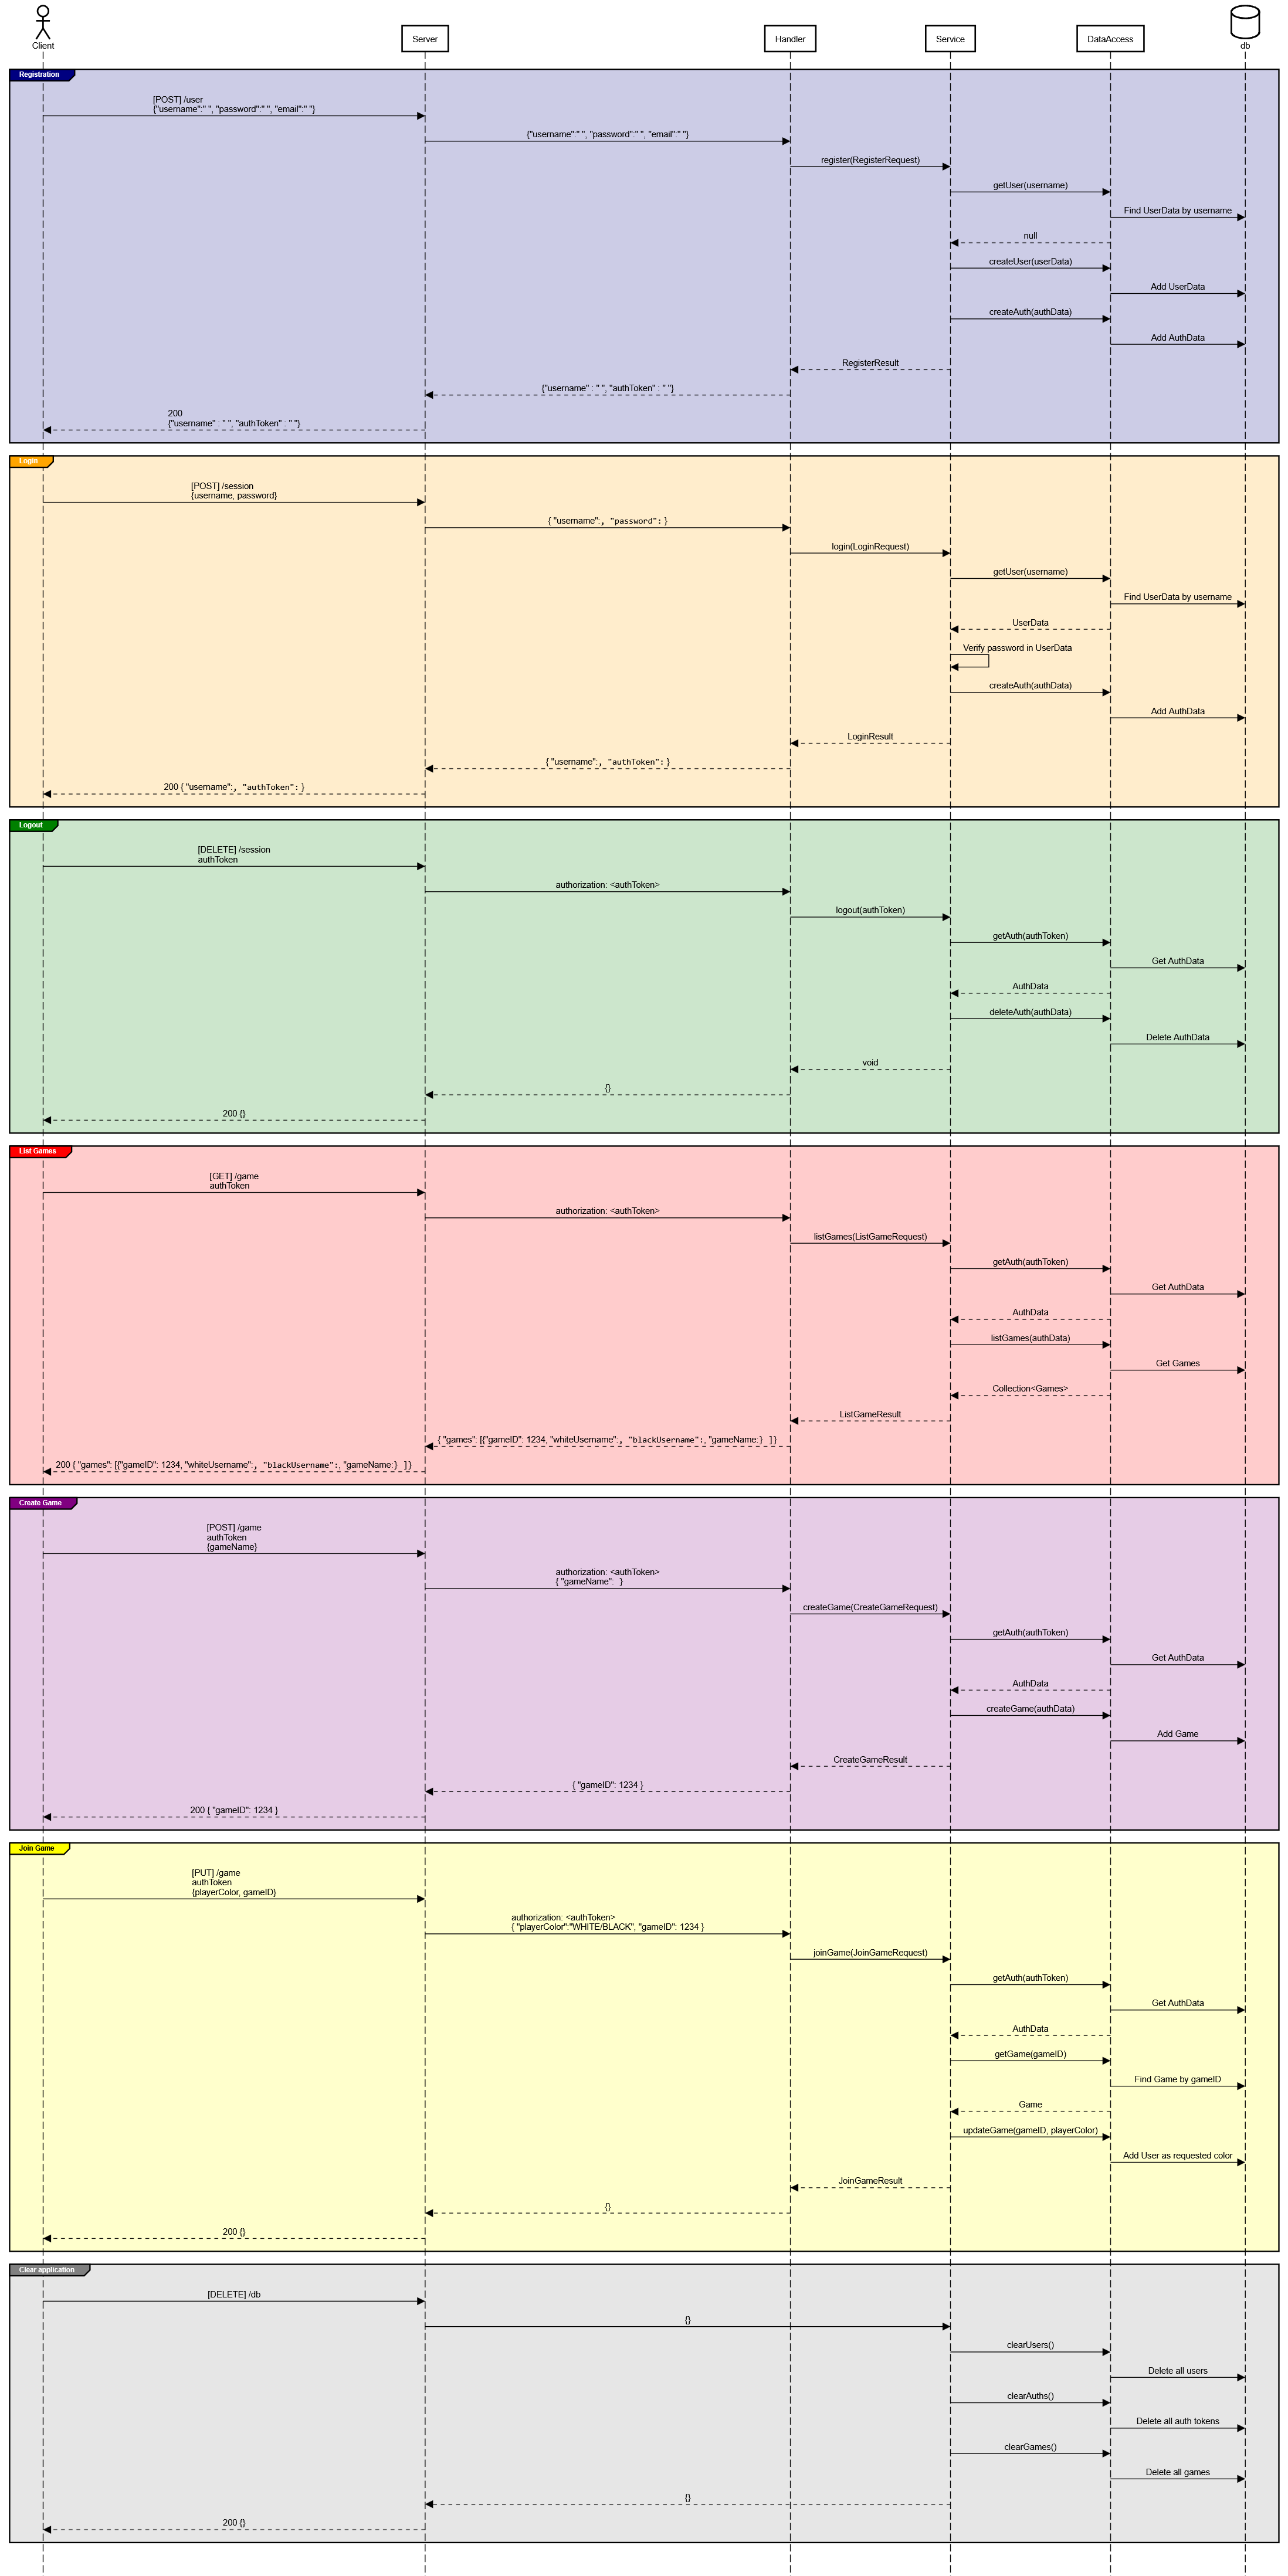 Client
Server
Handler
Service
DataAccess
db
Registration
[POST] /user
{"username":" ", "password":" ", "email":" "}
{"username":" ", "password":" ", "email":" "}
register(RegisterRequest)
getUser(username)
Find UserData by username
null
createUser(userData)
Add UserData
createAuth(authData)
Add AuthData
RegisterResult
{"username" : " ", "authToken" : " "}
200
{"username" : " ", "authToken" : " "}
Login
[POST] /session
{username, password}
{ "username":, "password": }
login(LoginRequest)
getUser(username)
Find UserData by username
UserData
Verify password in UserData
createAuth(authData)
Add AuthData
LoginResult
{ "username":, "authToken": }
200 { "username":, "authToken": }
Logout
[DELETE] /session
authToken
authorization: <authToken>
logout(authToken)
getAuth(authToken)
Get AuthData
AuthData
deleteAuth(authData)
Delete AuthData
void
{}
200 {}
List Games
[GET] /game
authToken
authorization: <authToken>
listGames(ListGameRequest)
getAuth(authToken)
Get AuthData
AuthData
listGames(authData)
Get Games
Collection<Games>
ListGameResult
{ "games": [{"gameID": 1234, "whiteUsername":, "blackUsername":, "gameName:} ] }
200 { "games": [{"gameID": 1234, "whiteUsername":, "blackUsername":, "gameName:} ] }
Create Game
[POST] /game
authToken
{gameName}
authorization: <authToken>
{ "gameName": }
createGame(CreateGameRequest)
getAuth(authToken)
Get AuthData
AuthData
createGame(authData)
Add Game
CreateGameResult
{ "gameID": 1234 }
200 { "gameID": 1234 }
Join Game
[PUT] /game
authToken
{playerColor, gameID}
authorization: <authToken>
{ "playerColor":"WHITE/BLACK", "gameID": 1234 }
joinGame(JoinGameRequest)
getAuth(authToken)
Get AuthData
AuthData
getGame(gameID)
Find Game by gameID
Game
updateGame(gameID, playerColor)
Add User as requested color
JoinGameResult
{}
200 {}
Clear application
[DELETE] /db
{}
clearUsers()
Delete all users
clearAuths()
Delete all auth tokens
clearGames()
Delete all games
{}
200 {}